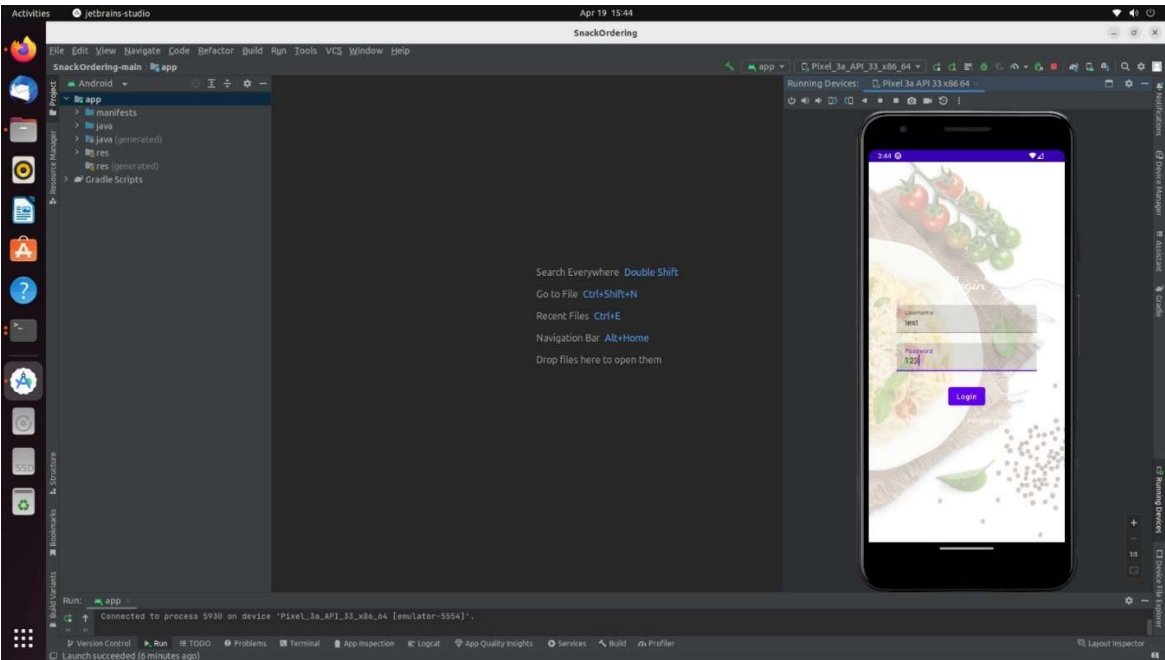 Activities jetbrains-studio Apr 19 15:44
SnackOrdering
File Edit View Navigate Code Refactor Build Run Tools VCS Window Help
SnackOrdering-main app
app Pixel_3a_API_33_x86_64
Project
Android
Running Devices: Pixel 3a API 33 x86 64
Notifications
app
manifests
java
java (generated)
res
res (generated)
Gradle Scripts
Resource Manager
Device Manager
Assistant
Gradle
3:44
Login
Username
test
Password
123
Login
Search Everywhere Double Shift
Go to File Ctrl+Shift+N
Recent Files Ctrl+E
Navigation Bar Alt+Home
Drop files here to open them
SSD
Structure
Bookmarks
Build Variants
Running Devices
Device File Explorer
1:1
Run: app
Connected to process 5930 on device 'Pixel_3a_API_33_x86_64 [emulator-5554]'.
Version Control Run TODO Problems Terminal App Inspection Logcat App Quality Insights Services Build Profiler Layout Inspector
Launch succeeded (6 minutes ago)